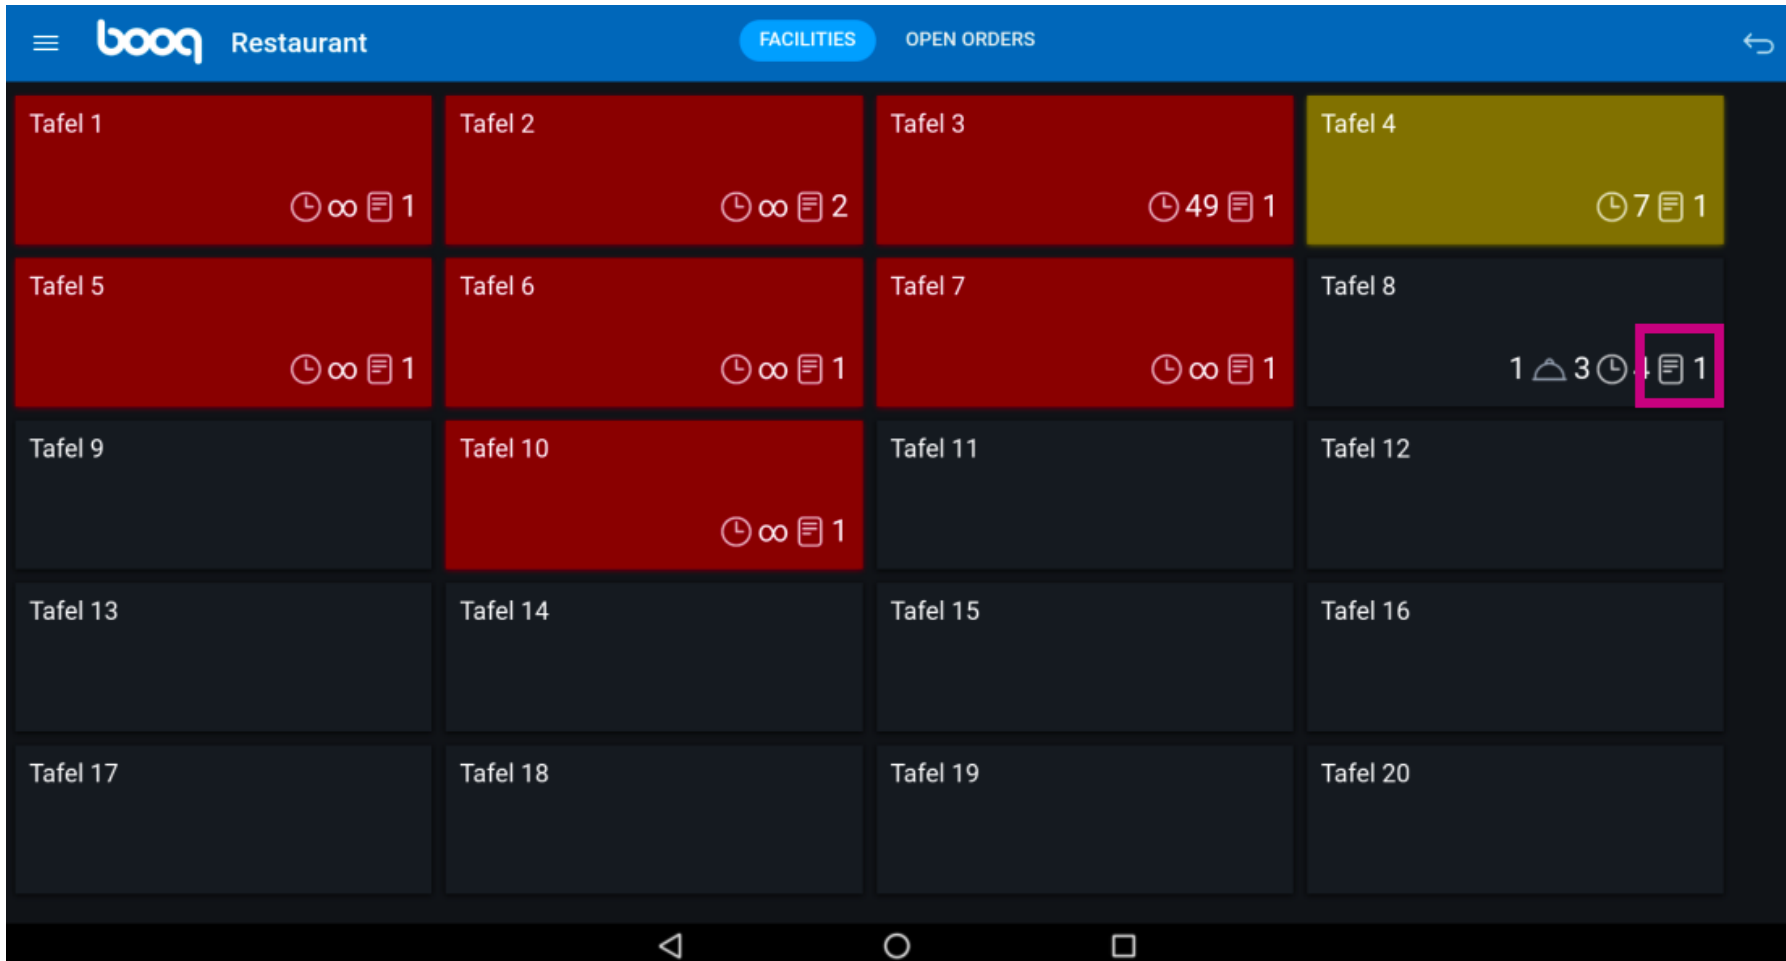 booq Restaurant FACILITIES OPEN ORDERS
Tafel 1 Tafel 2 Tafel 3 Tafel 4
∞ 1 ∞ 2 49 1 7 1
Tafel 5 Tafel 6 Tafel 7 Tafel 8
∞ 1 ∞ 1 ∞ 1 1 3 4 1
Tafel 9 Tafel 10 Tafel 11 Tafel 12
∞ 1
Tafel 13 Tafel 14 Tafel 15 Tafel 16
Tafel 17 Tafel 18 Tafel 19 Tafel 20